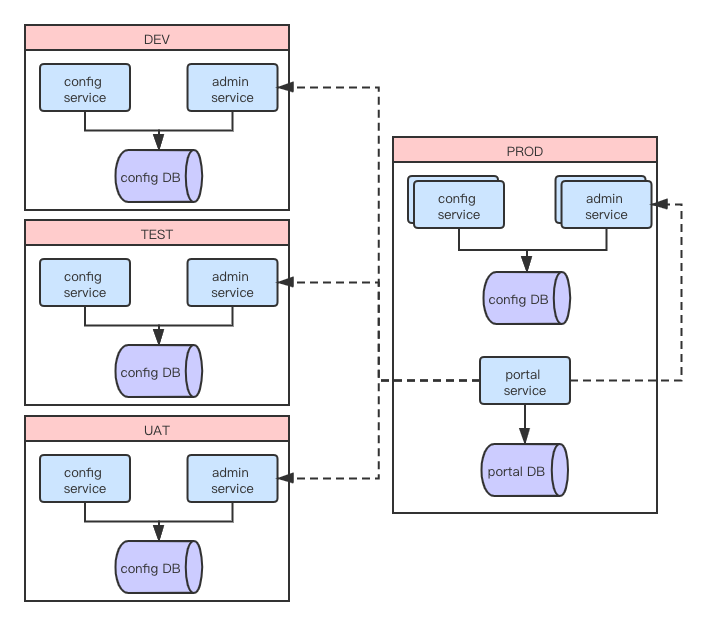 DEV
config
service
admin
service
config DB
TEST
config
service
admin
service
config DB
UAT
config
service
admin
service
config DB
PROD
config
service
admin
service
config DB
portal
service
portal DB